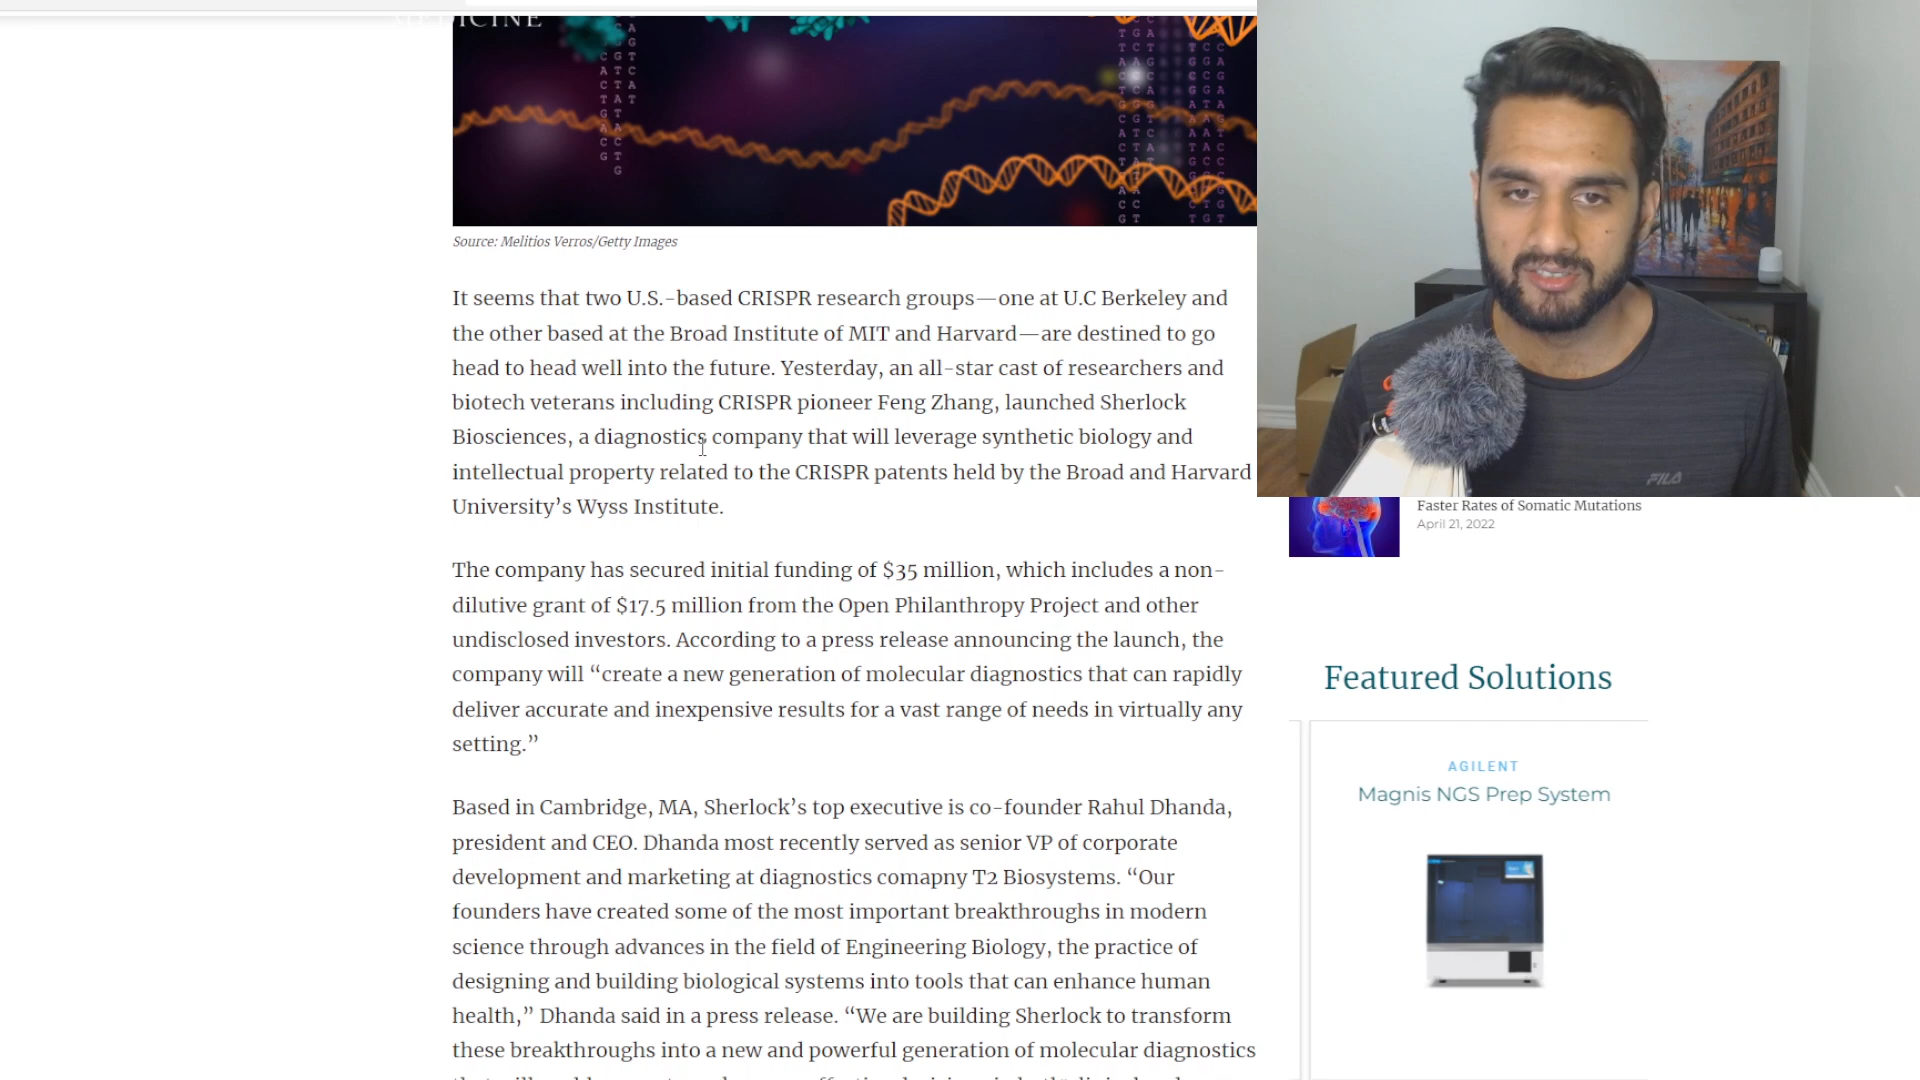 MEDICINE
Source: Melitios Verros/Getty Images
It seems that two U.S.-based CRISPR research groups—one at U.C Berkeley and
the other based at the Broad Institute of MIT and Harvard—are destined to go
head to head well into the future. Yesterday, an all-star cast of researchers and
biotech veterans including CRISPR pioneer Feng Zhang, launched Sherlock
Biosciences, a diagnostics company that will leverage synthetic biology and
intellectual property related to the CRISPR patents held by the Broad and Harvard
University’s Wyss Institute.
The company has secured initial funding of $35 million, which includes a non-
dilutive grant of $17.5 million from the Open Philanthropy Project and other
undisclosed investors. According to a press release announcing the launch, the
company will “create a new generation of molecular diagnostics that can rapidly
deliver accurate and inexpensive results for a vast range of needs in virtually any
setting.”
Based in Cambridge, MA, Sherlock’s top executive is co-founder Rahul Dhanda,
president and CEO. Dhanda most recently served as senior VP of corporate
development and marketing at diagnostics comapny T2 Biosystems. “Our
founders have created some of the most important breakthroughs in modern
science through advances in the field of Engineering Biology, the practice of
designing and building biological systems into tools that can enhance human
health,” Dhanda said in a press release. “We are building Sherlock to transform
these breakthroughs into a new and powerful generation of molecular diagnostics
FILA
Faster Rates of Somatic Mutations
April 21, 2022
Featured Solutions
AGILENT
Magnis NGS Prep System